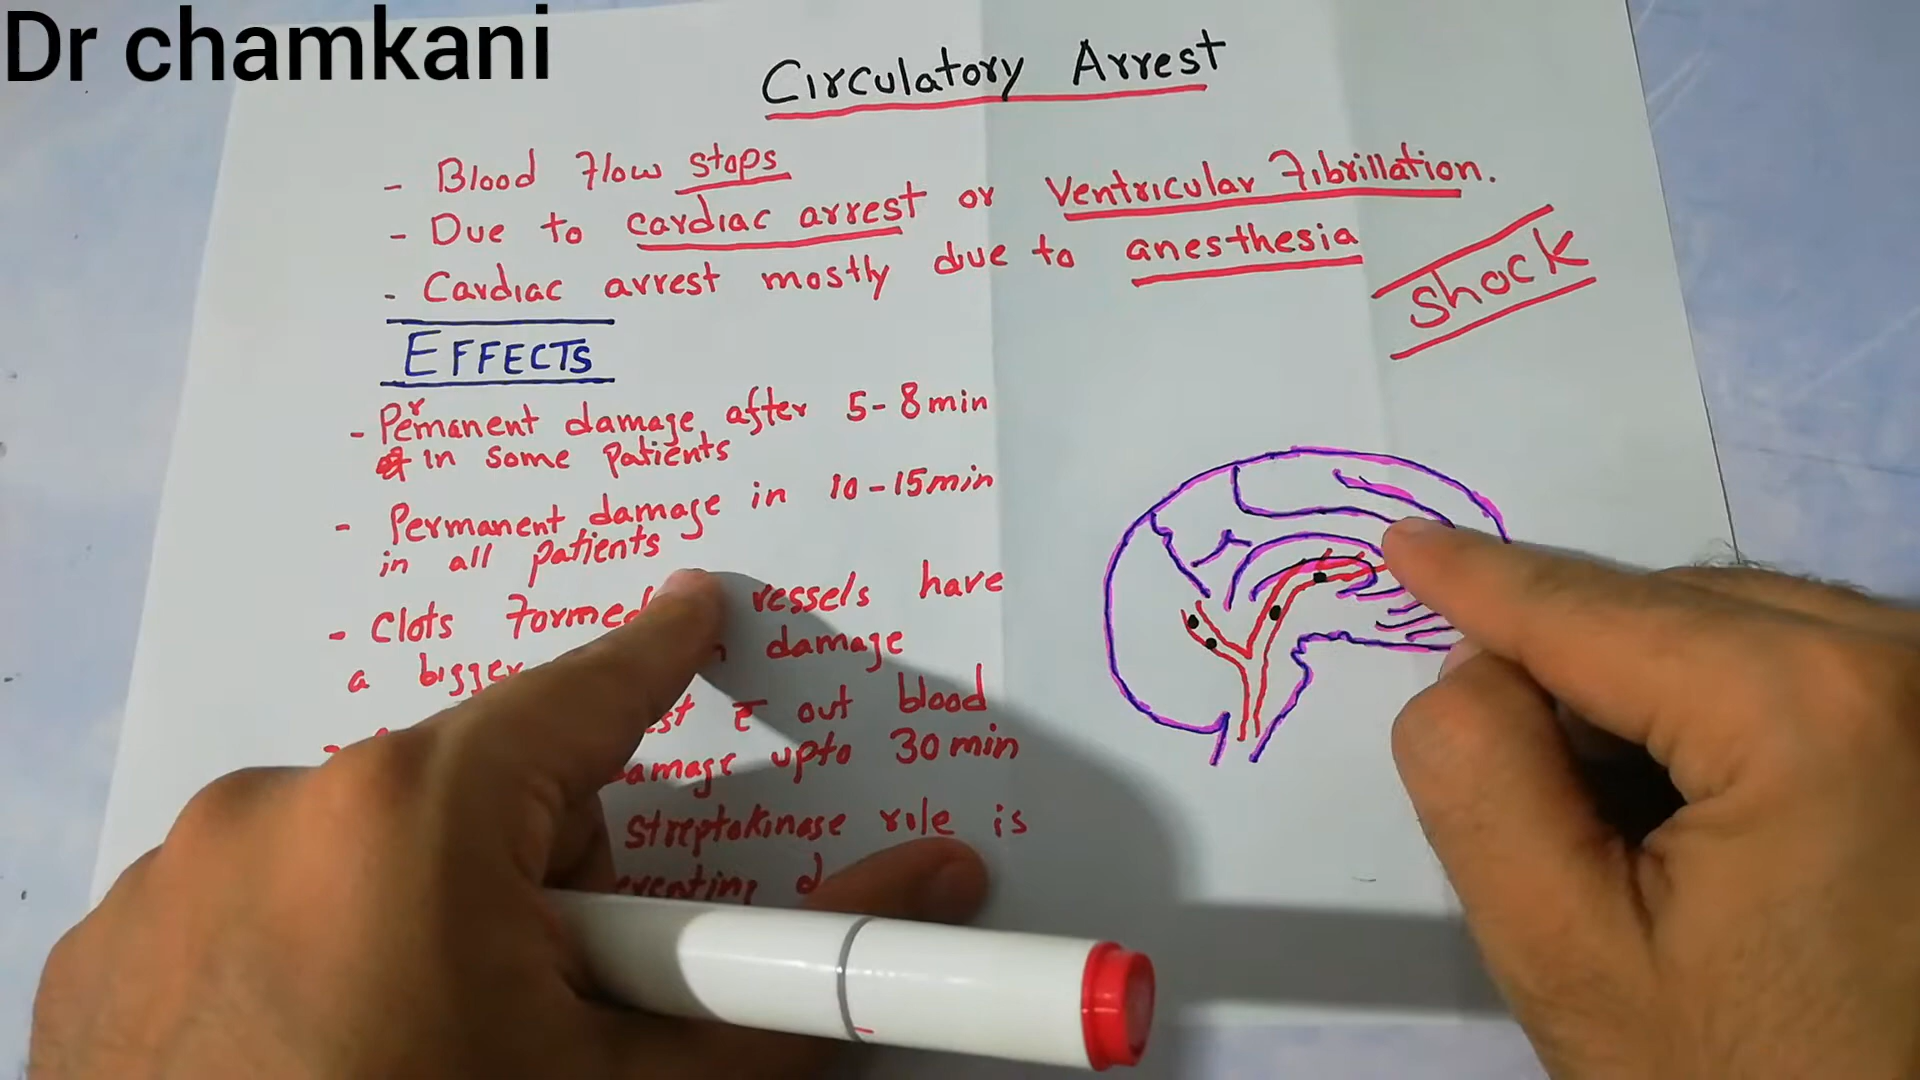 Dr chamkani
Circulatory Arrest
- Blood Flow stops
- Due to cardiac arrest or Ventricular Fibrillation.
- Cardiac arrest mostly due to anesthesia
Shock
EFFECTS
- Permanent damage after 5-8 min
in some patients
- Permanent damage in 10-15 min
in all patients
- Clots formed vessels have
a bigger damage
out blood
upto 30 min
Streptokinase role is